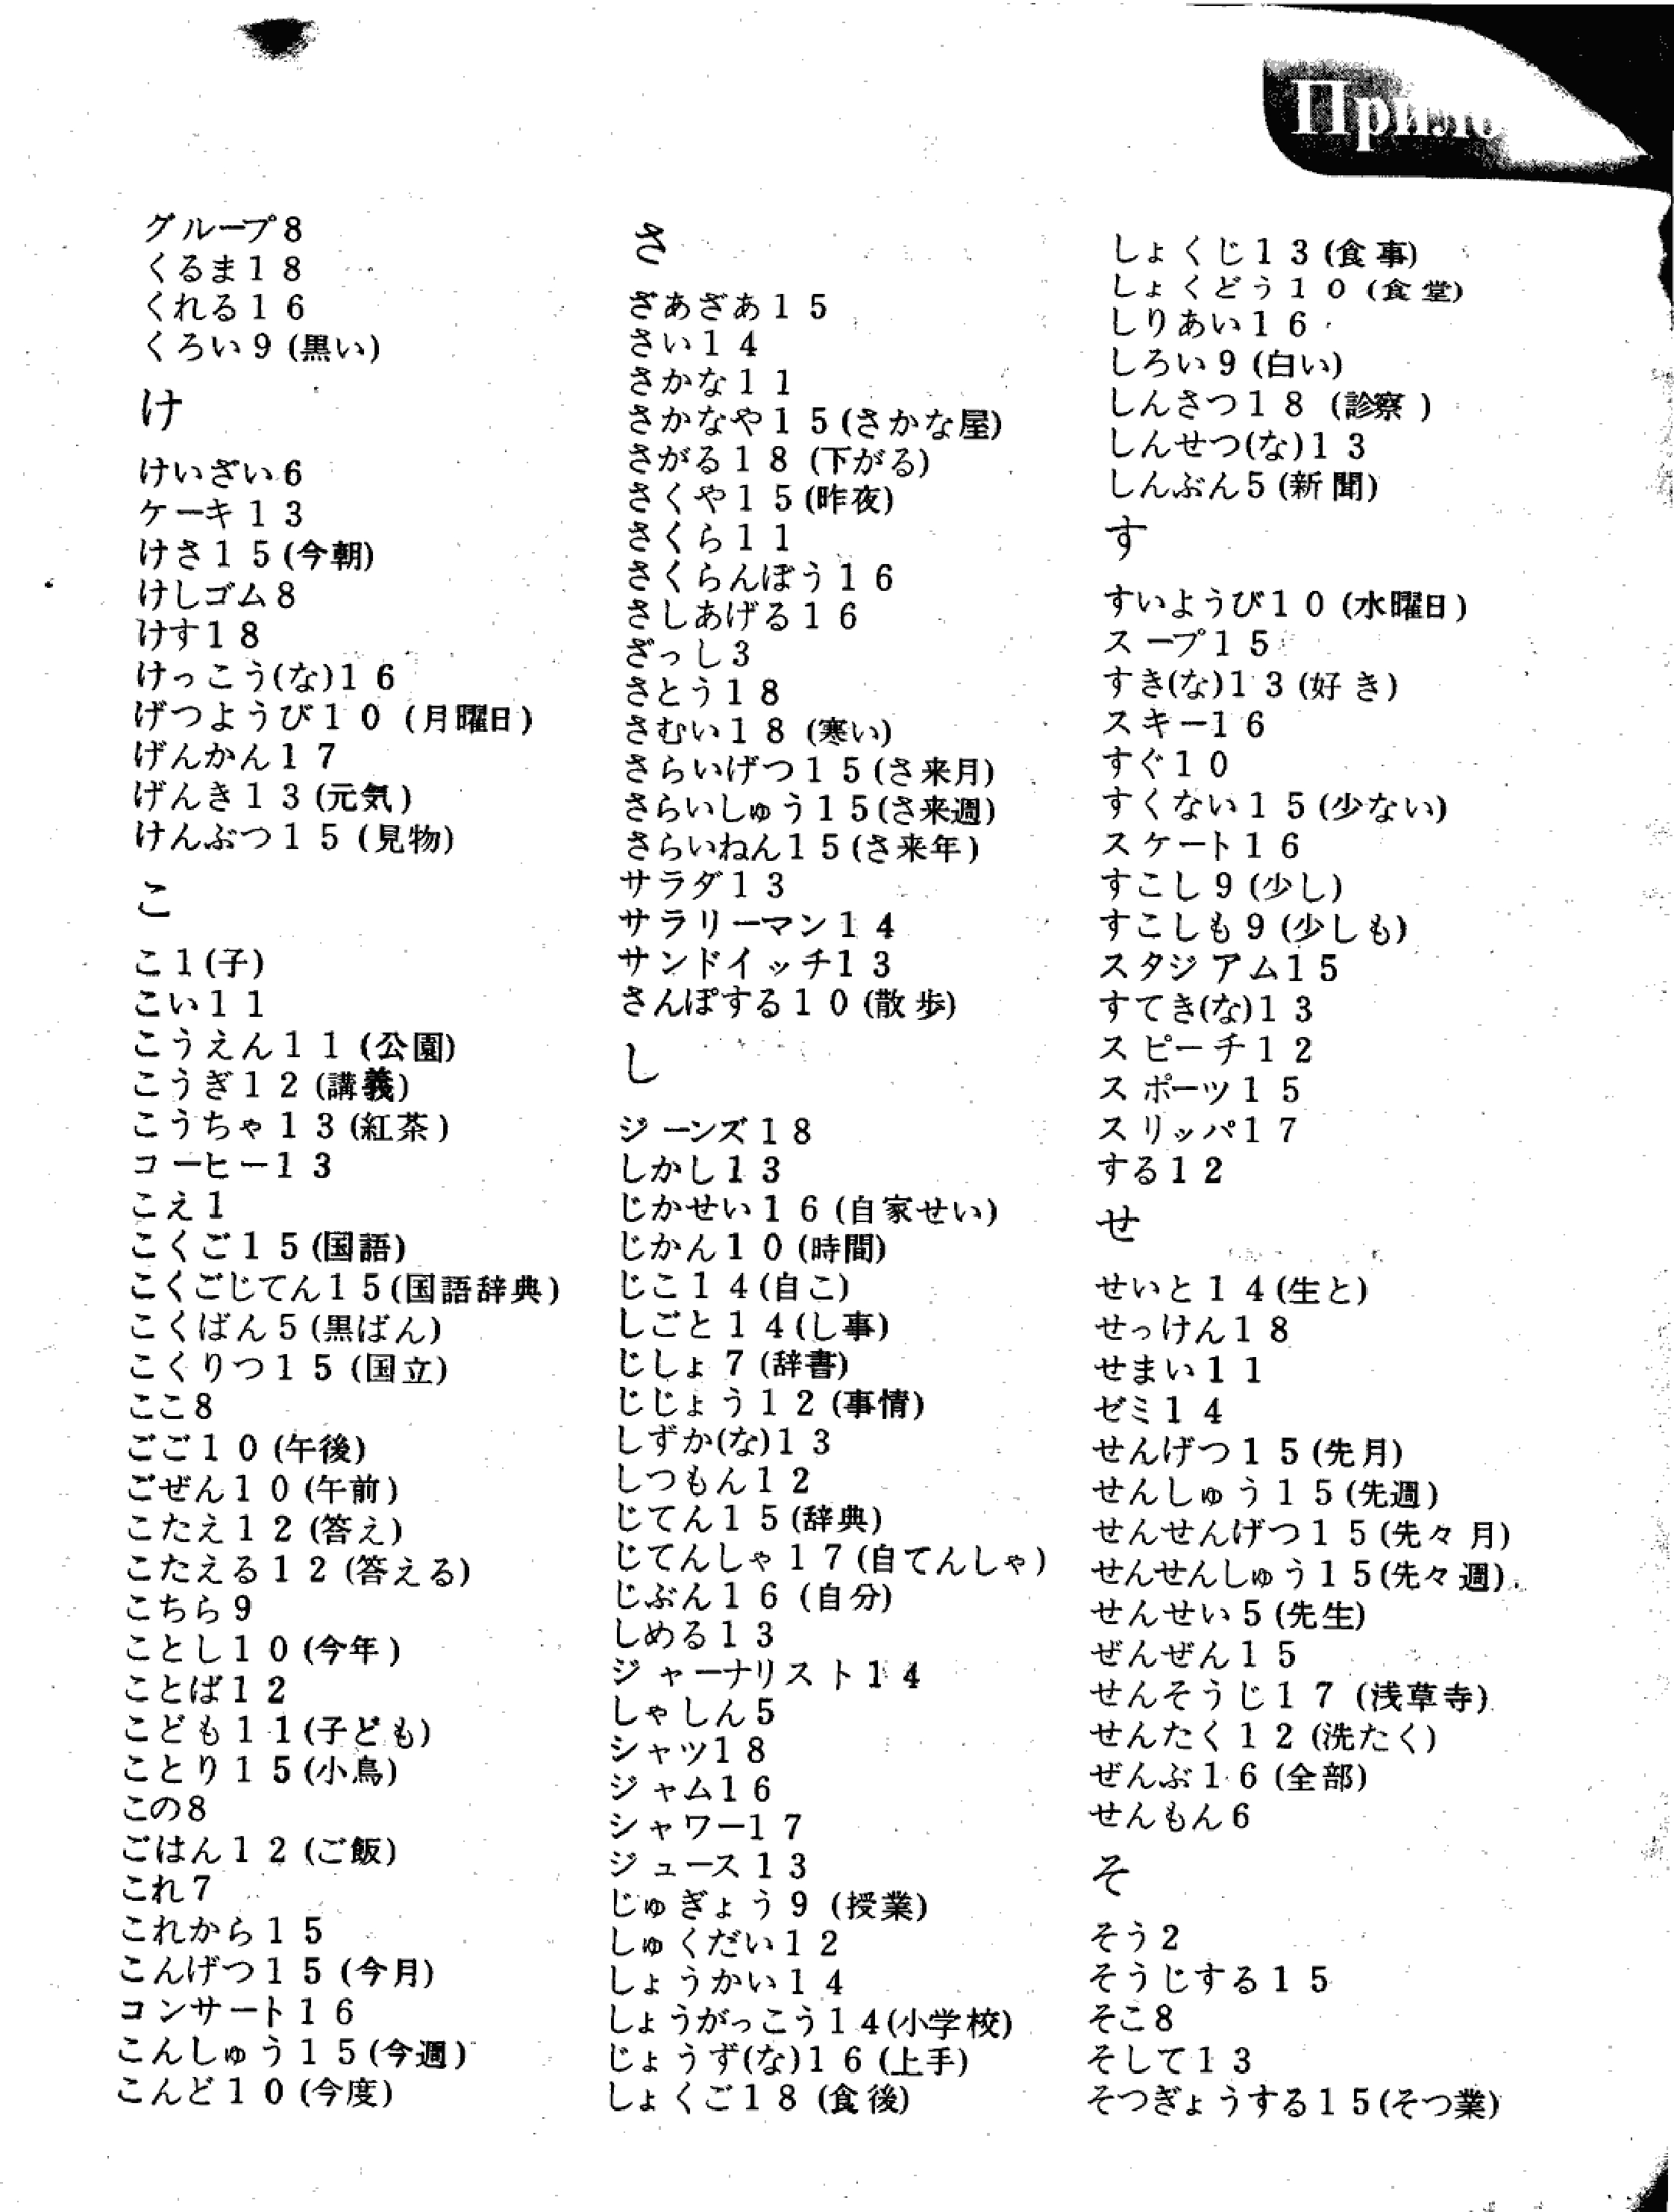 グループ8
くるま18
くれる16
くろい9(黒い)
け
けいざい6
ケーキ13
けさ15(今朝)
けしゴム8
けす18
けっこう(な)16
げつようび10(月曜日)
げんかん17
げんき13(元気)
けんぶつ15(見物)
こ
こ1(子)
こい11
こうえん11(公園)
こうぎ12(講義)
こうちゃ13(紅茶)
コーヒー13
こえ1
こくご15(国語)
こくごじてん15(国語辞典)
こくばん5(黒ばん)
こくりつ15(国立)
ここ8
ごご10(午後)
ごぜん10(午前)
こたえ12(答え)
こたえる12(答える)
こちら9
ことし10(今年)
ことば12
こども11(子ども)
ことり15(小鳥)
この8
ごはん12(ご飯)
これ7
これから15
こんげつ15(今月)
コンサート16
こんしゅう15(今週)
こんど10(今度)
さ
ざあざあ15
さい14
さかな11
さかなや15(さかな屋)
さがる18(下がる)
さくや15(昨夜)
さくら11
さくらんぼう16
さしあげる16
ざっし3
さとう18
さむい18(寒い)
さらいげつ15(さ来月)
さらいしゅう15(さ来週)
さらいねん15(さ来年)
サラダ13
サラリーマン14
サンドイッチ13
さんぽする10(散歩)
し
ジーンズ18
しかし13
じかせい16(自家せい)
じかん10(時間)
じこ14(自こ)
しごと14(し事)
じしょ7(辞書)
じじょう12(事情)
しずか(な)13
しつもん12
じてん15(辞典)
じてんしゃ17(自てんしゃ)
じぶん16(自分)
しめる13
ジャーナリスト14
しゃしん5
シャツ18
ジャム16
シャワー17
ジュース13
じゅぎょう9(授業)
しゅくだい12
しょうかい14
しょうがっこう14(小学校)
じょうず(な)16(上手)
しょくご18(食後)
しょくじ13(食事)
しょくどう10(食堂)
しりあい16
しろい9(白い)
しんさつ18(診察)
しんせつ(な)13
しんぶん5(新聞)
す
すいようび10(水曜日)
スープ15
すき(な)13(好き)
スキー16
すぐ10
すくない15(少ない)
スケート16
すこし9(少し)
すこしも9(少しも)
スタジアム15
すてき(な)13
スピーチ12
スポーツ15
スリッパ17
する12
せ
せいと14(生と)
せっけん18
せまい11
ゼミ14
せんげつ15(先月)
せんしゅう15(先週)
せんせんげつ15(先々月)
せんせんしゅう15(先々週)
せんせい5(先生)
ぜんぜん15
せんそうじ17(浅草寺)
せんたく12(洗たく)
ぜんぶ16(全部)
せんもん6
そ
そう2
そうじする15
そこ8
そして13
そつぎょうする15(そつ業)